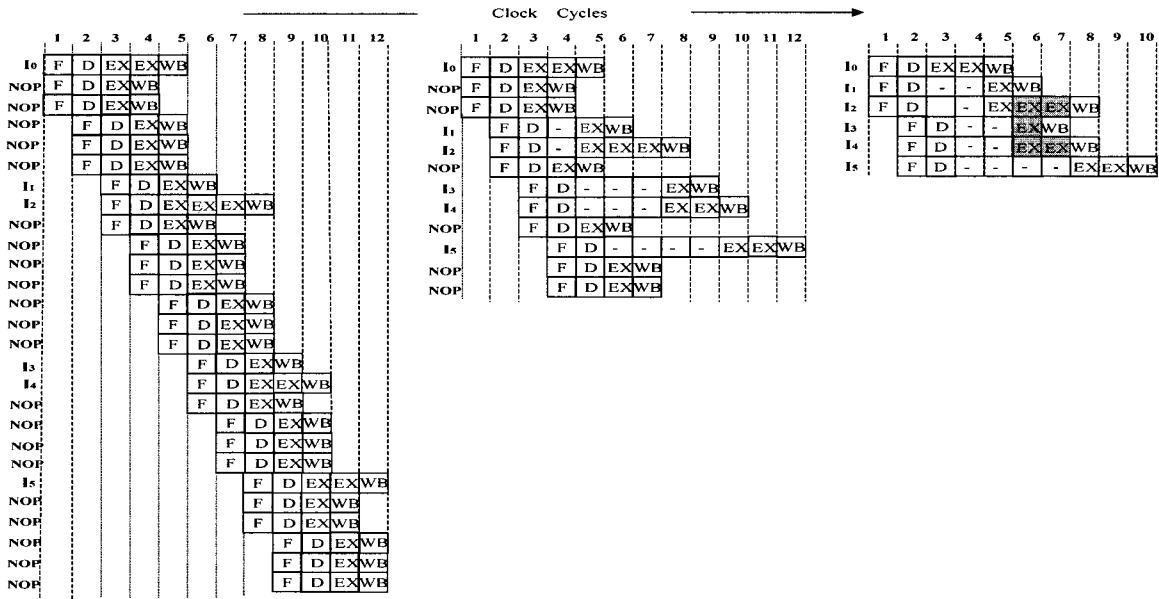 Clock Cycles
1 2 3 4 5 6 7 8 9 10 11 12
I0 F D EX EX WB
NOP F D EX WB
NOP F D EX WB
NOP F D EX WB
NOP F D EX WB
NOP F D EX WB
I1 F D EX WB
I2 F D EX EX EX WB
NOP F D EX WB
NOP F D EX WB
NOP F D EX WB
NOP F D EX WB
NOP F D EX WB
NOP F D EX WB
NOP F D EX WB
I3 F D EX WB
I4 F D EX EX WB
NOP F D EX WB
NOP F D EX WB
NOP F D EX WB
NOP F D EX WB
I5 F D EX EX WB
NOP F D EX WB
NOP F D EX WB
NOP F D EX WB
NOP F D EX WB
NOP F D EX WB
1 2 3 4 5 6 7 8 9 10 11 12
I0 F D EX EX WB
NOP F D EX WB
NOP F D EX WB
I1 F D - EX WB
I2 F D - EX EX EX WB
NOP F D EX WB
I3 F D - - - EX WB
I4 F D - - - EX EX WB
NOP F D EX WB
I5 F D - - - - EX EX WB
NOP F D EX WB
NOP F D EX WB
1 2 3 4 5 6 7 8 9 10
I0 F D EX EX WB
I1 F D - - EX WB
I2 F D - - EX EX EX WB
I3 F D - - EX WB
I4 F D - - EX EX WB
I5 F D - - - - - EX EX WB